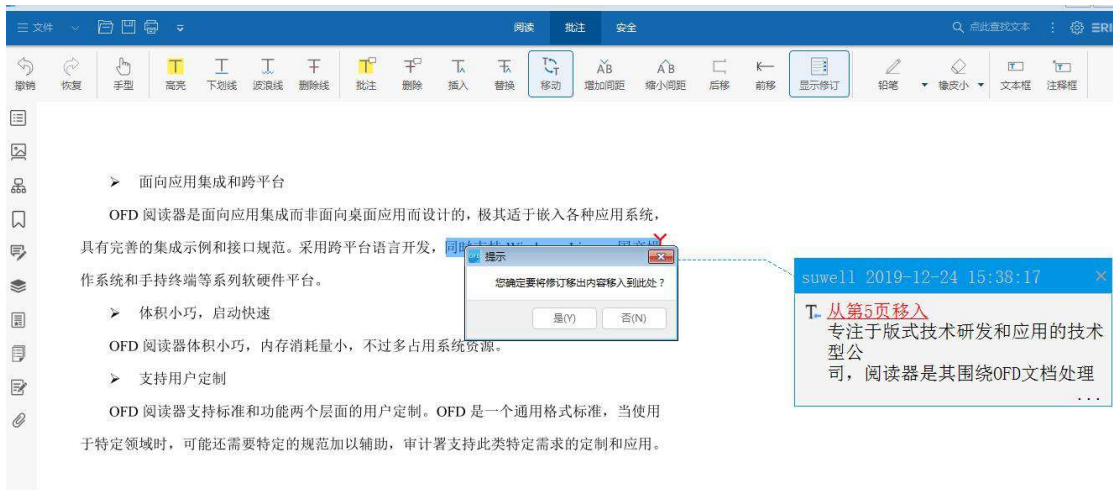 文件
阅读 批注 安全
点此查找文本
撤销 恢复 手型 高亮 下划线 波浪线 删除线 批注 删除 插入 替换 移动 增加间距 缩小间距 后移 前移 显示修订 铅笔 橡皮小 文本框 注释框
➢ 面向应用集成和跨平台
OFD 阅读器是面向应用集成而非面向桌面应用而设计的，极其适于嵌入各种应用系统，
具有完善的集成示例和接口规范。采用跨平台语言开发，同时支持
作系统和手持终端等系列软硬件平台。
➢ 体积小巧，启动快速
OFD 阅读器体积小巧，内存消耗量小，不过多占用系统资源。
➢ 支持用户定制
OFD 阅读器支持标准和功能两个层面的用户定制。OFD 是一个通用格式标准，当使用
于特定领域时，可能还需要特定的规范加以辅助，审计署支持此类特定需求的定制和应用。
提示
您确定要将修订移出内容移入到此处？
是(Y) 否(N)
suwell 2019-12-24 15:38:17
从第5页移入
专注于版式技术研发和应用的技术
型公
司，阅读器是其围绕OFD文档处理
...